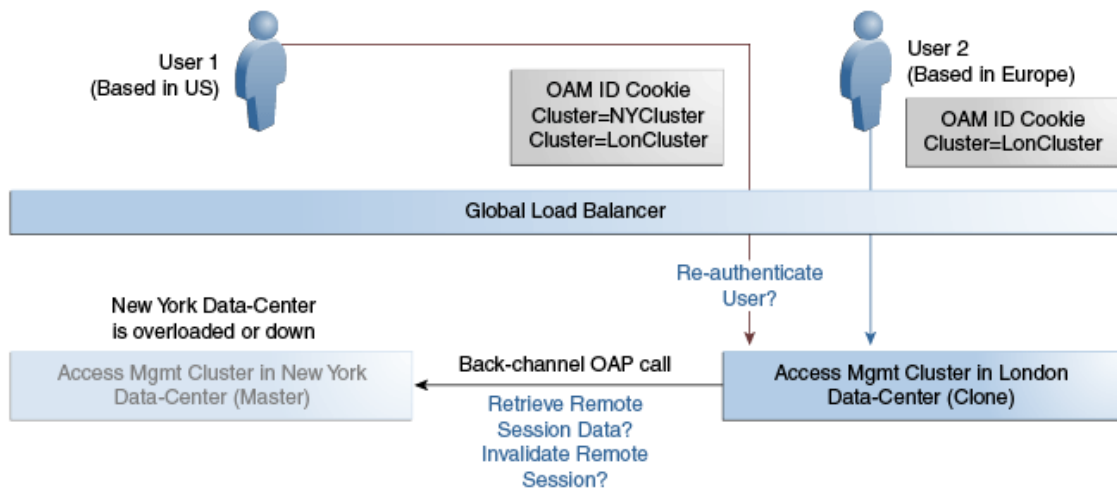 User 1
(Based in US)
OAM ID Cookie
Cluster=NYCluster
Cluster=LonCluster
User 2
(Based in Europe)
OAM ID Cookie
Cluster=LonCluster
Global Load Balancer
Re-authenticate
User?
New York Data-Center
is overloaded or down
Access Mgmt Cluster in New York
Data-Center (Master)
Back-channel OAP call
Retrieve Remote
Session Data?
Invalidate Remote
Session?
Access Mgmt Cluster in London
Data-Center (Clone)